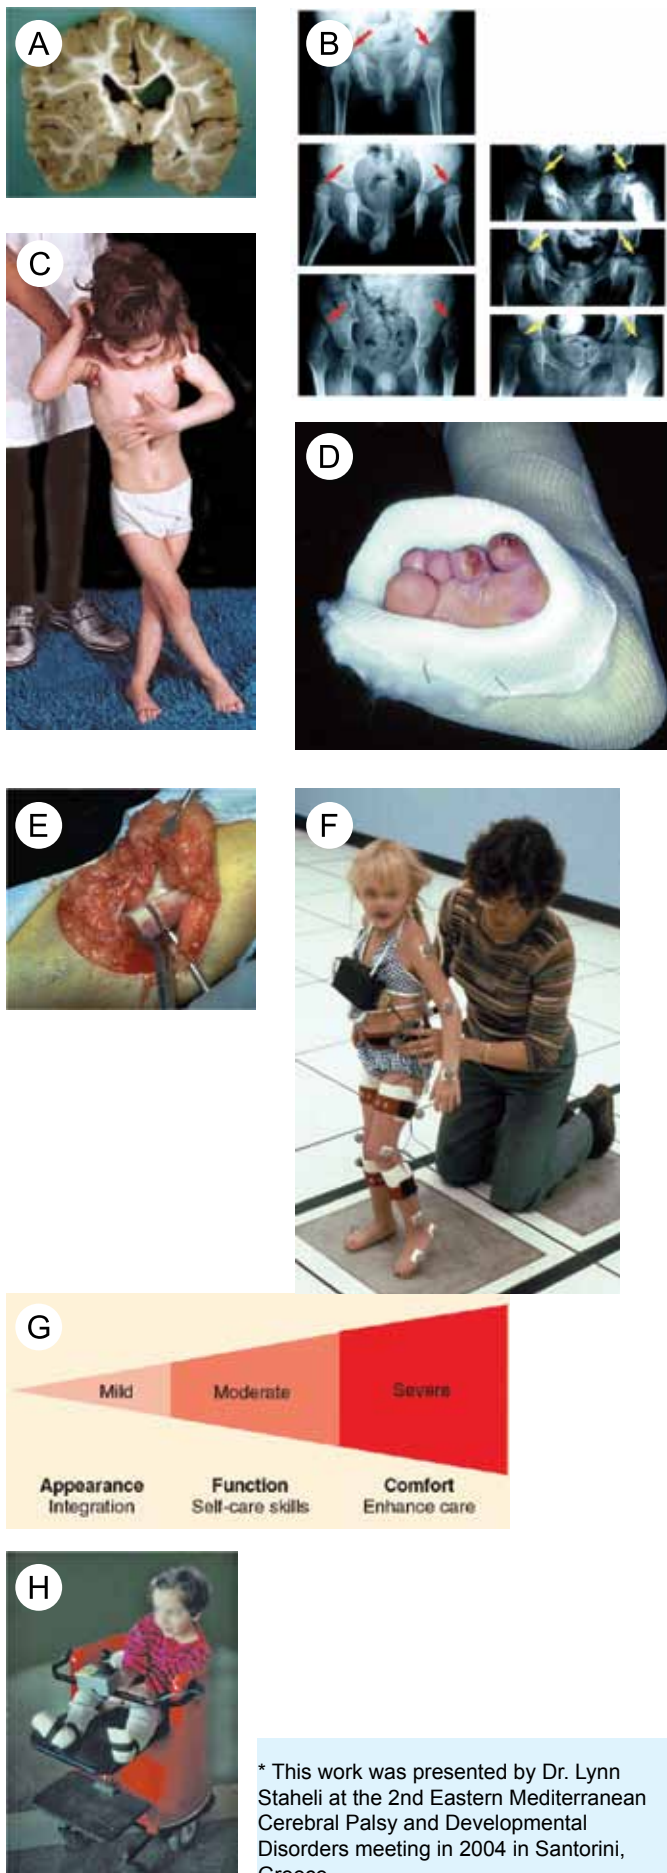 A
B
C
D
E
F
G
Mild
Moderate
Severe
Appearance
Integration
Function
Self-care skills
Comfort
Enhance care
H
* This work was presented by Dr. Lynn
Staheli at the 2nd Eastern Mediterranean
Cerebral Palsy and Developmental
Disorders meeting in 2004 in Santorini,
Greece